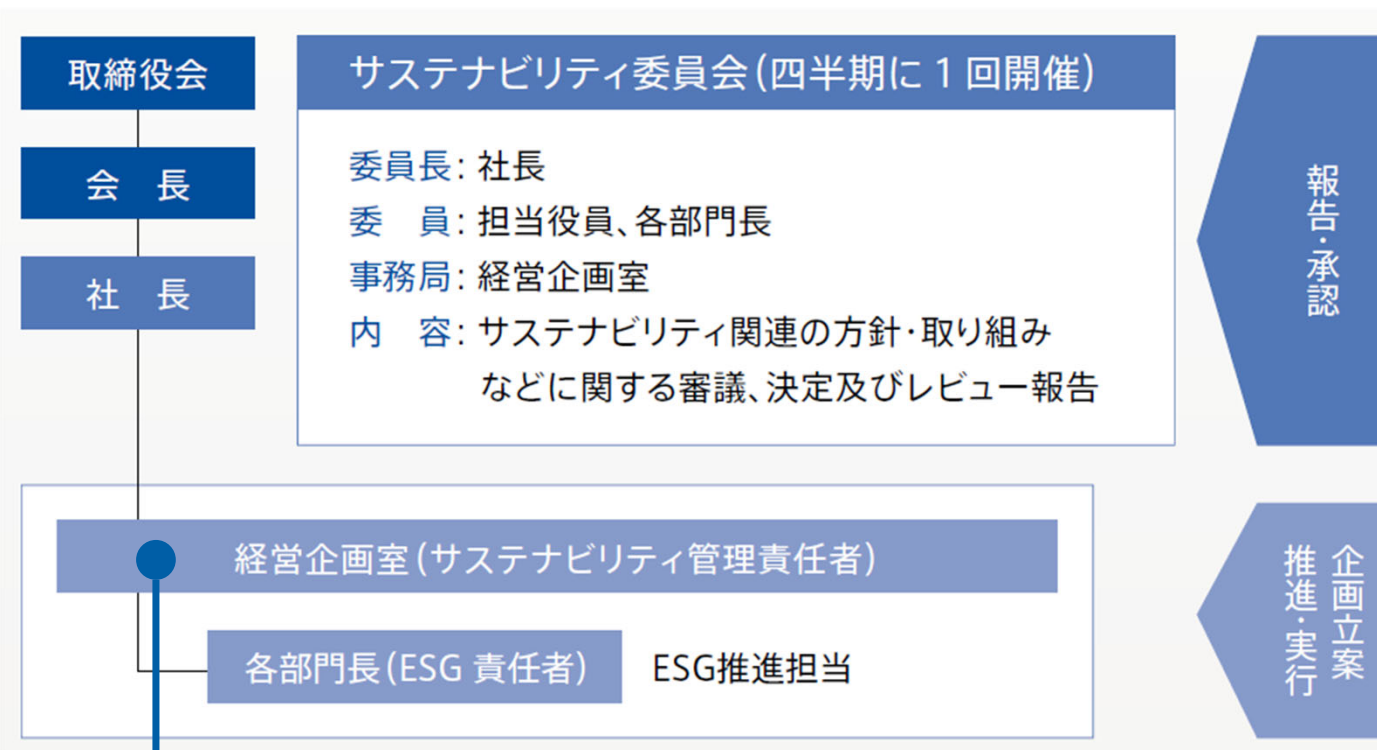 取締役会
会　長
社　長
サステナビリティ委員会(四半期に1回開催)
委員長: 社長
委　員: 担当役員、各部門長
事務局: 経営企画室
内　容: サステナビリティ関連の方針・取り組み
などに関する審議、決定及びレビュー報告
報告・承認
経営企画室(サステナビリティ管理責任者)
各部門長(ESG 責任者)
ESG推進担当
企画立案
推進・実行